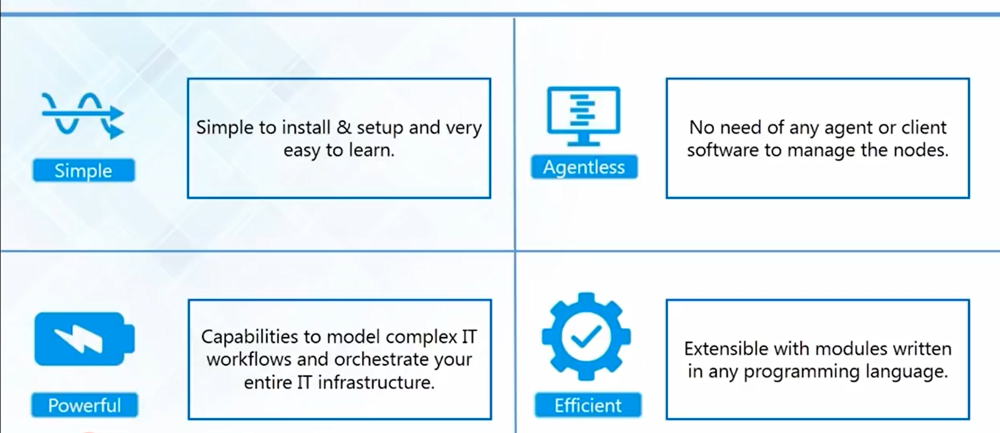 Simple to install & setup and very
easy to learn.
Simple
No need of any agent or client
software to manage the nodes.
Agentless
Capabilities to model complex IT
workflows and orchestrate your
entire IT infrastructure.
Powerful
Extensible with modules written
in any programming language.
Efficient